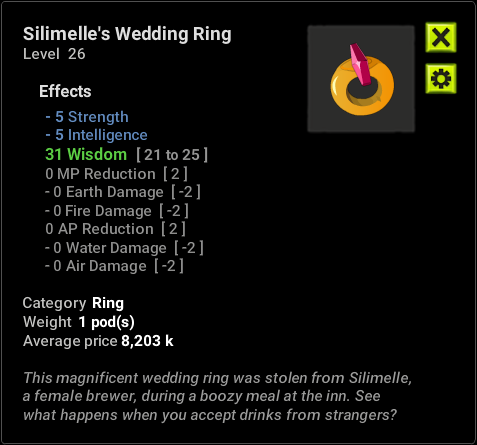 Silimelle's Wedding Ring
Level 26
Effects
- 5 Strength
- 5 Intelligence
31 Wisdom [ 21 to 25 ]
0 MP Reduction [ 2 ]
- 0 Earth Damage [ -2 ]
- 0 Fire Damage [ -2 ]
0 AP Reduction [ 2 ]
- 0 Water Damage [ -2 ]
- 0 Air Damage [ -2 ]
Category Ring
Weight 1 pod(s)
Average price 8,203 k
This magnificent wedding ring was stolen from Silimelle,
a female brewer, during a boozy meal at the inn. See
what happens when you accept drinks from strangers?